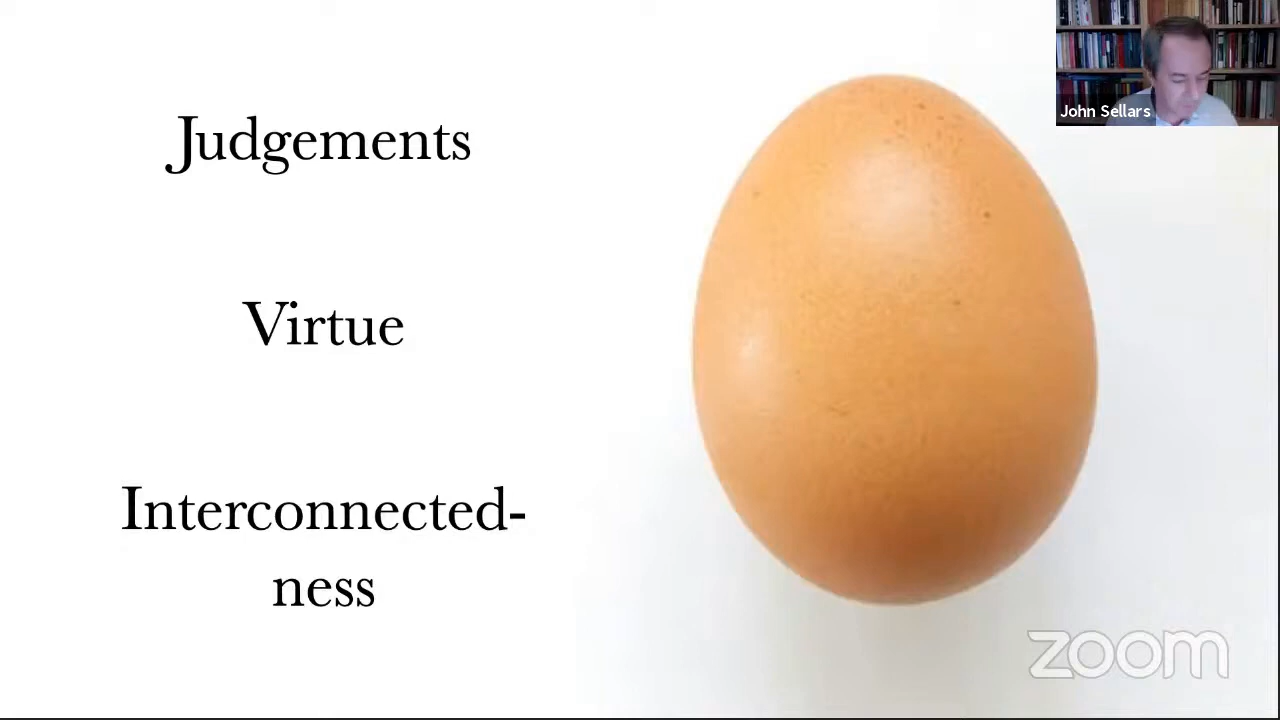 John Sellars
Judgements
Virtue
Interconnected-
ness
zoom